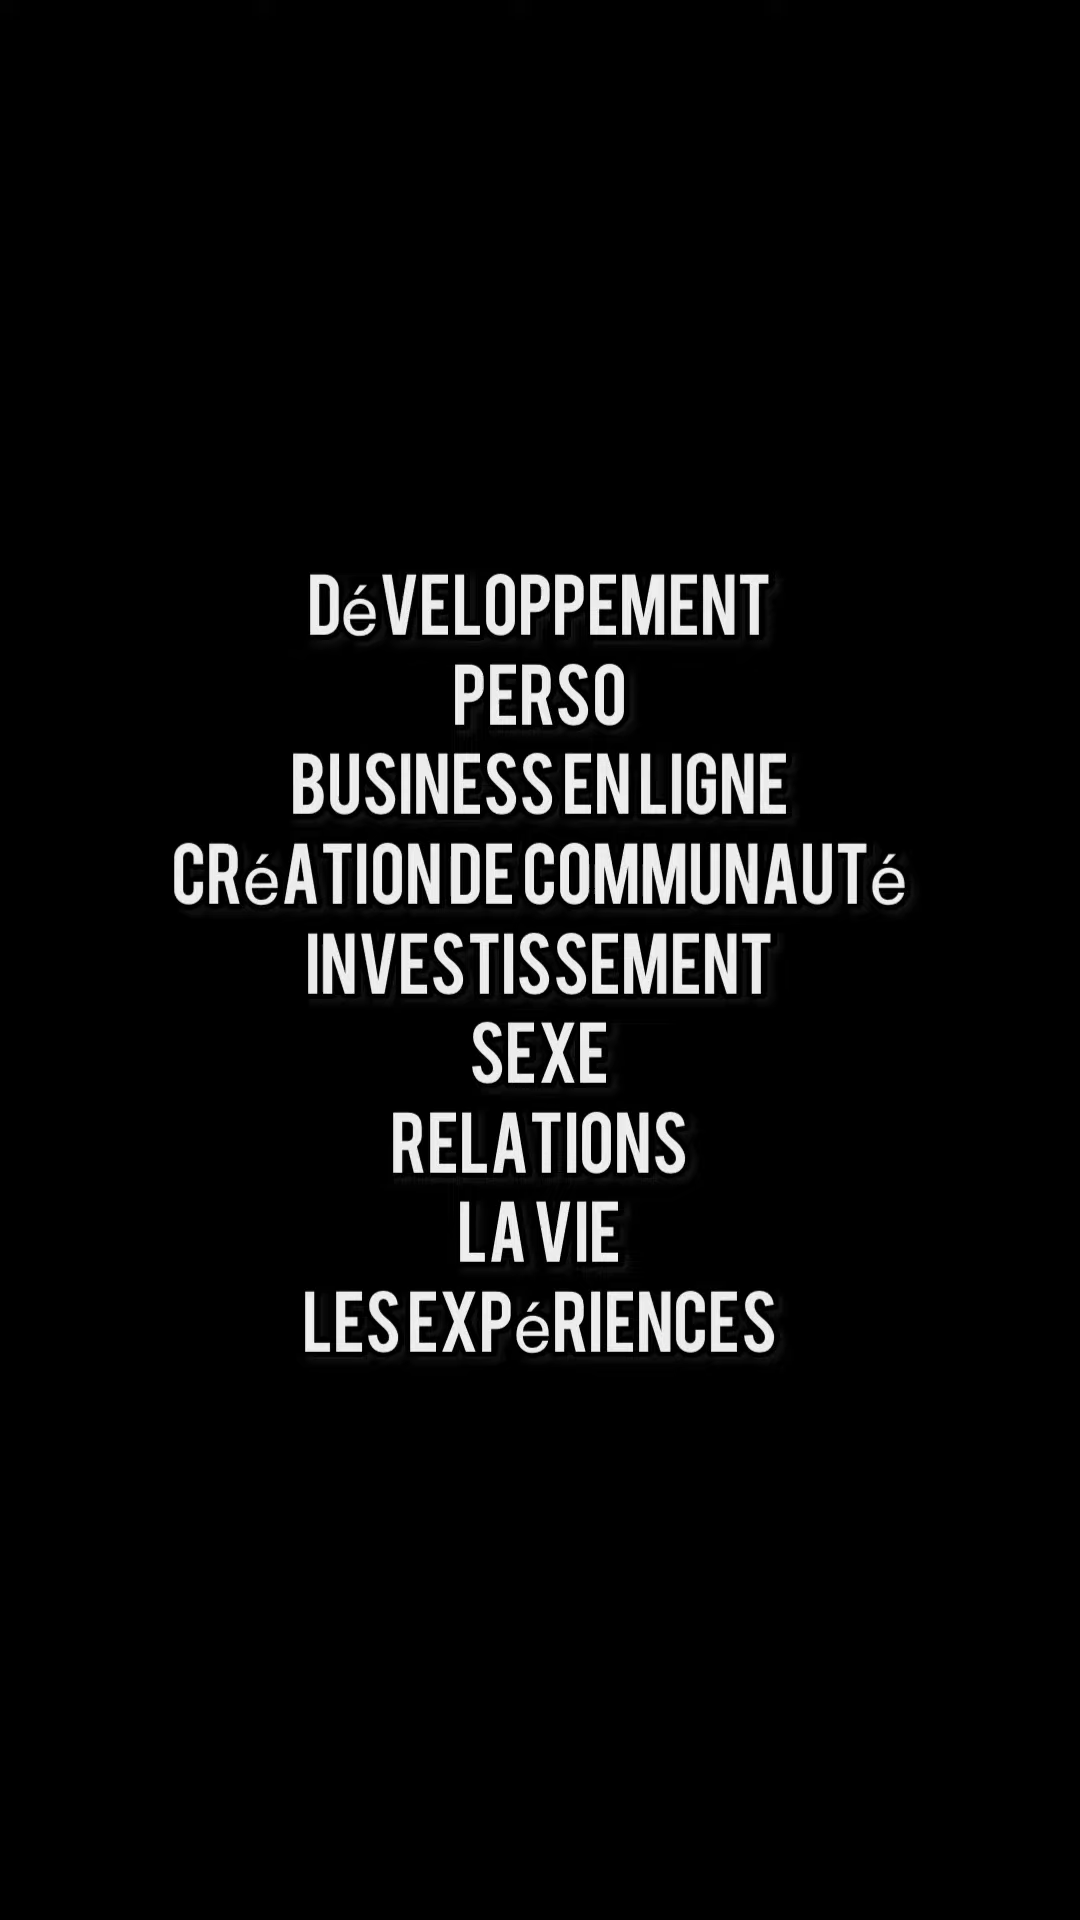 DéVELOPPEMENT
PERSO
BUSINESS EN LIGNE
CRéATION DE COMMUNAUTé
INVESTISSEMENT
SEXE
RELATIONS
LA VIE
LES EXPéRIENCES